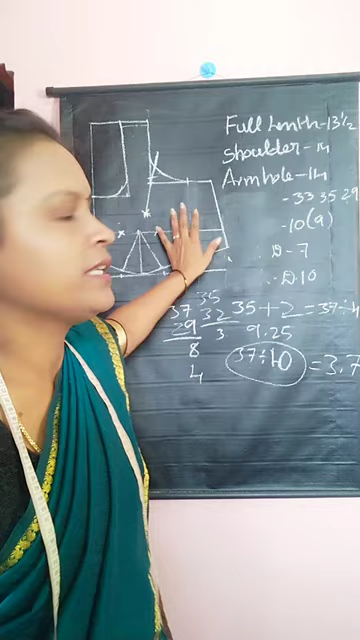 Full Lenth-13½
Shoulder-14
Armhole-14
-33 35 29
-10(9)
D-7
D.10
37
29
8
4
35
32
3
35+2=37÷4
9.25
37÷10=3.7